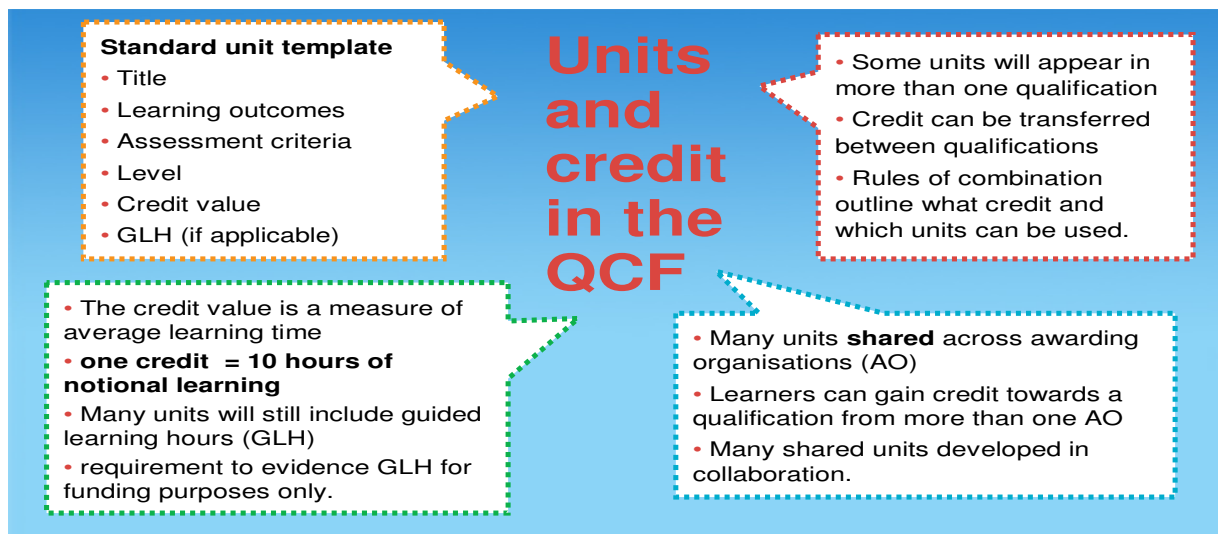 Standard unit template
• Title
• Learning outcomes
• Assessment criteria
• Level
• Credit value
• GLH (if applicable)
Units
and
credit
in the
QCF
• Some units will appear in
more than one qualification
• Credit can be transferred
between qualifications
• Rules of combination
outline what credit and
which units can be used.
• The credit value is a measure of
average learning time
• one credit  = 10 hours of
notional learning
• Many units will still include guided
learning hours (GLH)
• requirement to evidence GLH for
funding purposes only.
• Many units shared across awarding
organisations (AO)
• Learners can gain credit towards a
qualification from more than one AO
• Many shared units developed in
collaboration.